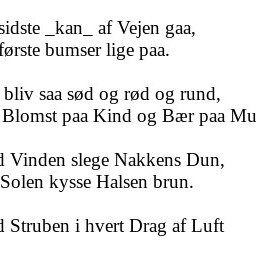 sidste _kan_ af Vejen gaa,
første bumser lige paa.
bliv saa sød og rød og rund,
Blomst paa Kind og Bær paa Mu
d Vinden slege Nakkens Dun,
Solen kysse Halsen brun.
d Struben i hvert Drag af Luft